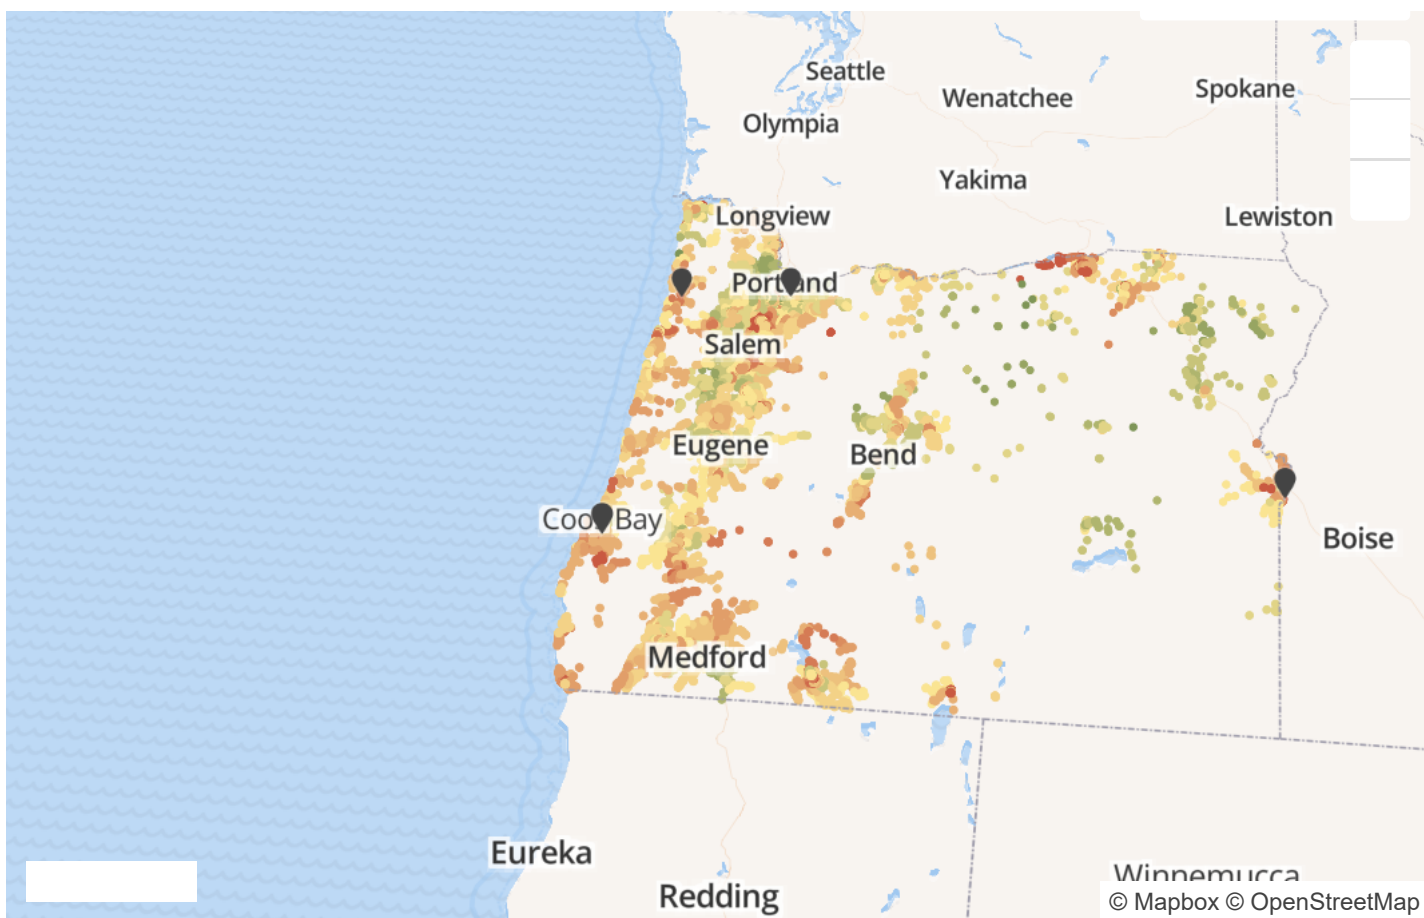 Seattle
Wenatchee
Spokane
Olympia
Yakima
Longview
Lewiston
Portland
Salem
Eugene
Bend
Coos Bay
Boise
Medford
Eureka
Winnemucca
Redding
© Mapbox © OpenStreetMap